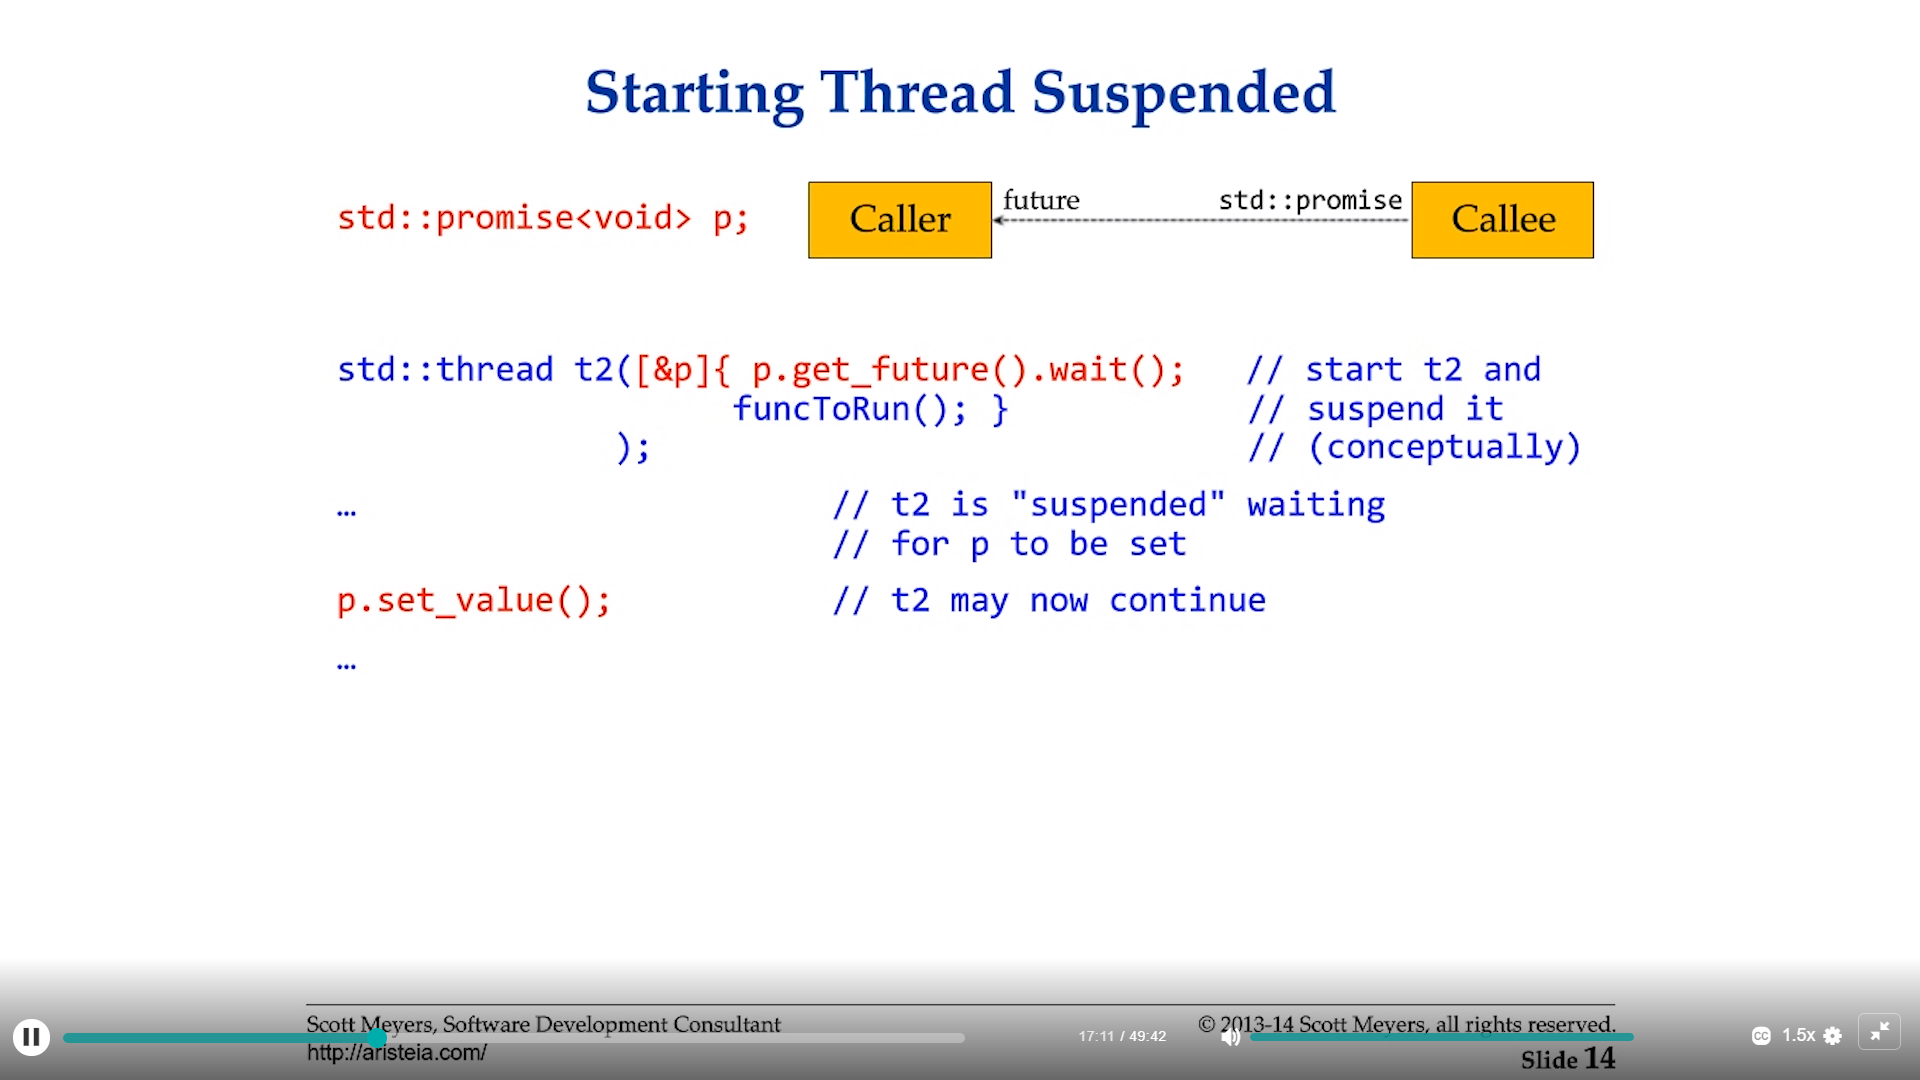 Starting Thread Suspended
std::promise<void> p;
Caller
future
std::promise
Callee
std::thread t2([&p]{ p.get_future().wait();   // start t2 and
funcToRun(); }   // suspend it
);   // (conceptually)
…   // t2 is "suspended" waiting
// for p to be set
p.set_value();   // t2 may now continue
…
Scott Meyers, Software Development Consultant
http://aristeia.com/
© 2013-14 Scott Meyers, all rights reserved.
Slide 14
17:11 / 49:42
CC
1.5x